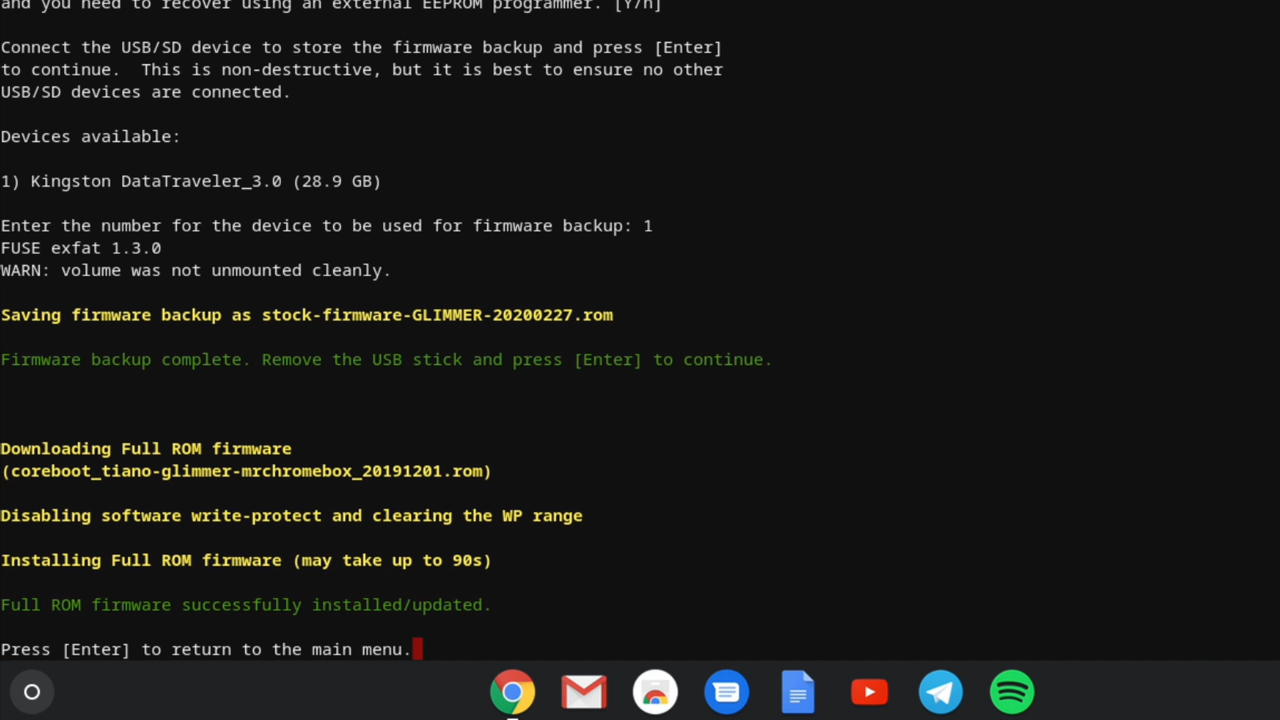 and you need to recover using an external EEPROM programmer. [Y/n]
Connect the USB/SD device to store the firmware backup and press [Enter]
to continue.  This is non-destructive, but it is best to ensure no other
USB/SD devices are connected.
Devices available:
1) Kingston DataTraveler_3.0 (28.9 GB)
Enter the number for the device to be used for firmware backup: 1
FUSE exfat 1.3.0
WARN: volume was not unmounted cleanly.
Saving firmware backup as stock-firmware-GLIMMER-20200227.rom
Firmware backup complete. Remove the USB stick and press [Enter] to continue.
Downloading Full ROM firmware
(coreboot_tiano-glimmer-mrchromebox_20191201.rom)
Disabling software write-protect and clearing the WP range
Installing Full ROM firmware (may take up to 90s)
Full ROM firmware successfully installed/updated.
Press [Enter] to return to the main menu.